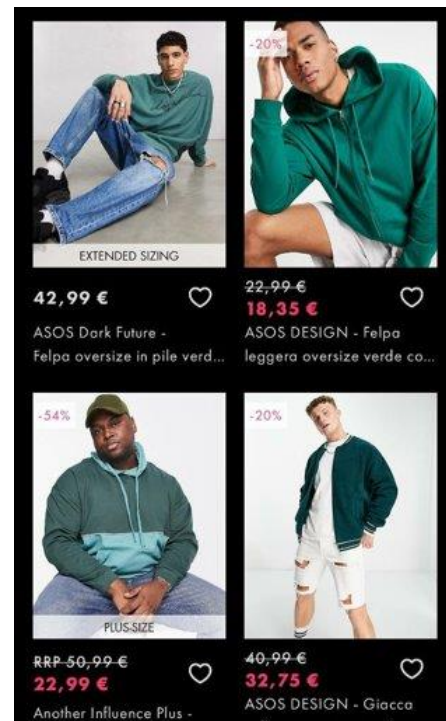 -20%
EXTENDED SIZING
42,99 €
ASOS Dark Future -
Felpa oversize in pile verd...
22,99 €
18,35 €
ASOS DESIGN - Felpa
leggera oversize verde co...
-54%
PLUS-SIZE
RRP 50,99 €
22,99 €
Another Influence Plus -
-20%
40,99 €
32,75 €
ASOS DESIGN - Giacca